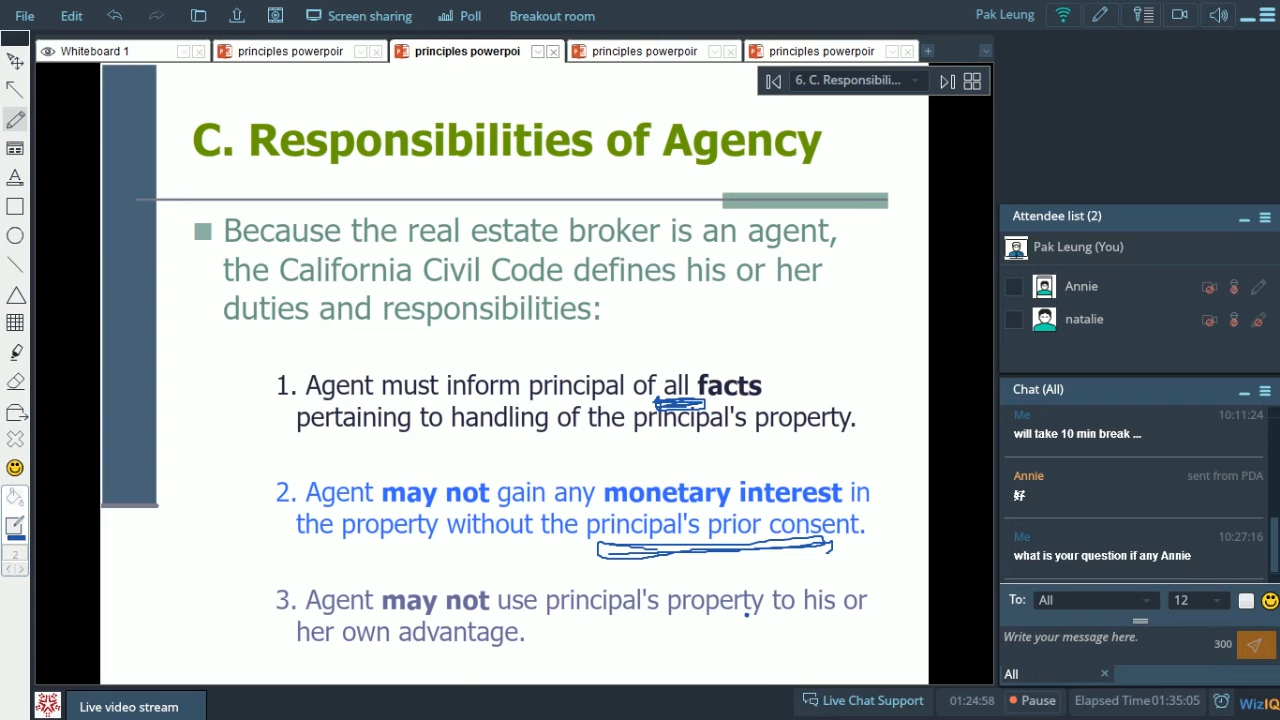 File Edit Screen sharing Poll Breakout room Pak Leung
Whiteboard 1 principles powerpoir principles powerpoi principles powerpoir principles powerpoir
6. C. Responsibili...
C. Responsibilities of Agency
Because the real estate broker is an agent,
the California Civil Code defines his or her
duties and responsibilities:
1. Agent must inform principal of all facts
pertaining to handling of the principal's property.
2. Agent may not gain any monetary interest in
the property without the principal's prior consent.
3. Agent may not use principal's property to his or
her own advantage.
2
Attendee list (2)
Pak Leung (You)
Annie
natalie
Chat (All)
Me 10:11:24
will take 10 min break ...
Annie sent from PDA
好
Me 10:27:16
what is your question if any Annie
To: All 12
Write your message here. 300
All
Live video stream Live Chat Support 01:24:58 Pause Elapsed Time 01:35:05 WizIQ